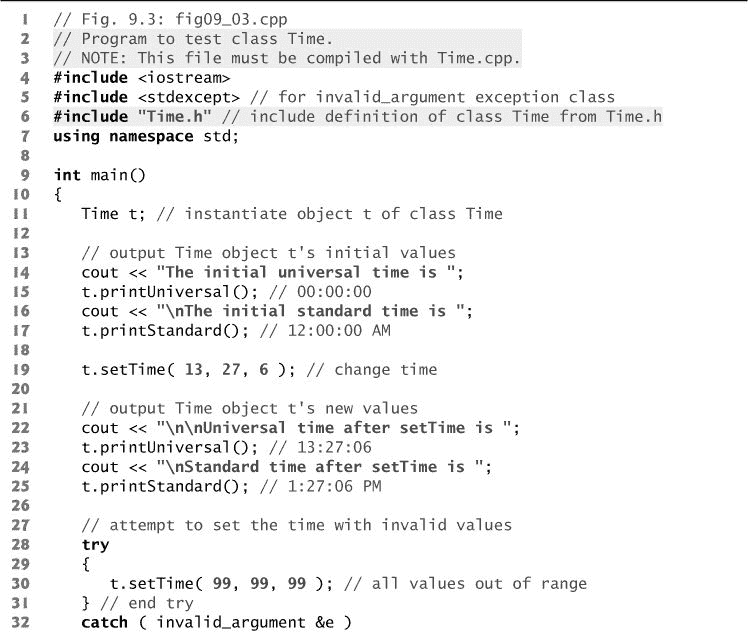 1 // Fig. 9.3: fig09_03.cpp
2 // Program to test class Time.
3 // NOTE: This file must be compiled with Time.cpp.
4 #include <iostream>
5 #include <stdexcept> // for invalid_argument exception class
6 #include "Time.h" // include definition of class Time from Time.h
7 using namespace std;
8
9 int main()
10 {
11    Time t; // instantiate object t of class Time
12
13    // output Time object t's initial values
14    cout << "The initial universal time is ";
15    t.printUniversal(); // 00:00:00
16    cout << "\nThe initial standard time is ";
17    t.printStandard(); // 12:00:00 AM
18
19    t.setTime( 13, 27, 6 ); // change time
20
21    // output Time object t's new values
22    cout << "\n\nUniversal time after setTime is ";
23    t.printUniversal(); // 13:27:06
24    cout << "\nStandard time after setTime is ";
25    t.printStandard(); // 1:27:06 PM
26
27    // attempt to set the time with invalid values
28    try
29    {
30       t.setTime( 99, 99, 99 ); // all values out of range
31    } // end try
32    catch ( invalid_argument &e )